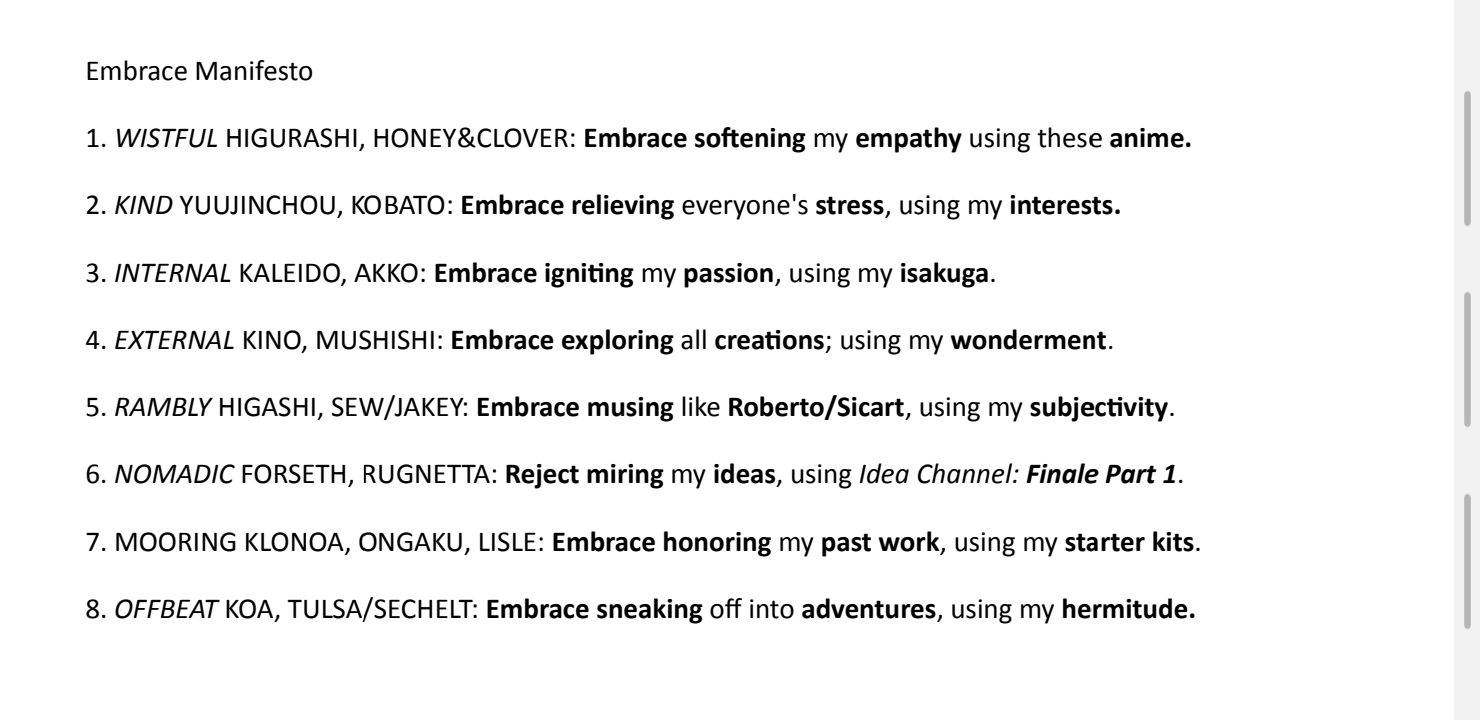 Embrace Manifesto
1. WISTFUL HIGURASHI, HONEY&CLOVER: Embrace softening my empathy using these anime.
2. KIND YUUJINCHOU, KOBATO: Embrace relieving everyone's stress, using my interests.
3. INTERNAL KALEIDO, AKKO: Embrace igniting my passion, using my isakuga.
4. EXTERNAL KINO, MUSHISHI: Embrace exploring all creations; using my wonderment.
5. RAMBLY HIGASHI, SEW/JAKEY: Embrace musing like Roberto/Sicart, using my subjectivity.
6. NOMADIC FORSETH, RUGNETTA: Reject miring my ideas, using Idea Channel: Finale Part 1.
7. MOORING KLONOA, ONGAKU, LISLE: Embrace honoring my past work, using my starter kits.
8. OFFBEAT KOA, TULSA/SECHELT: Embrace sneaking off into adventures, using my hermitude.